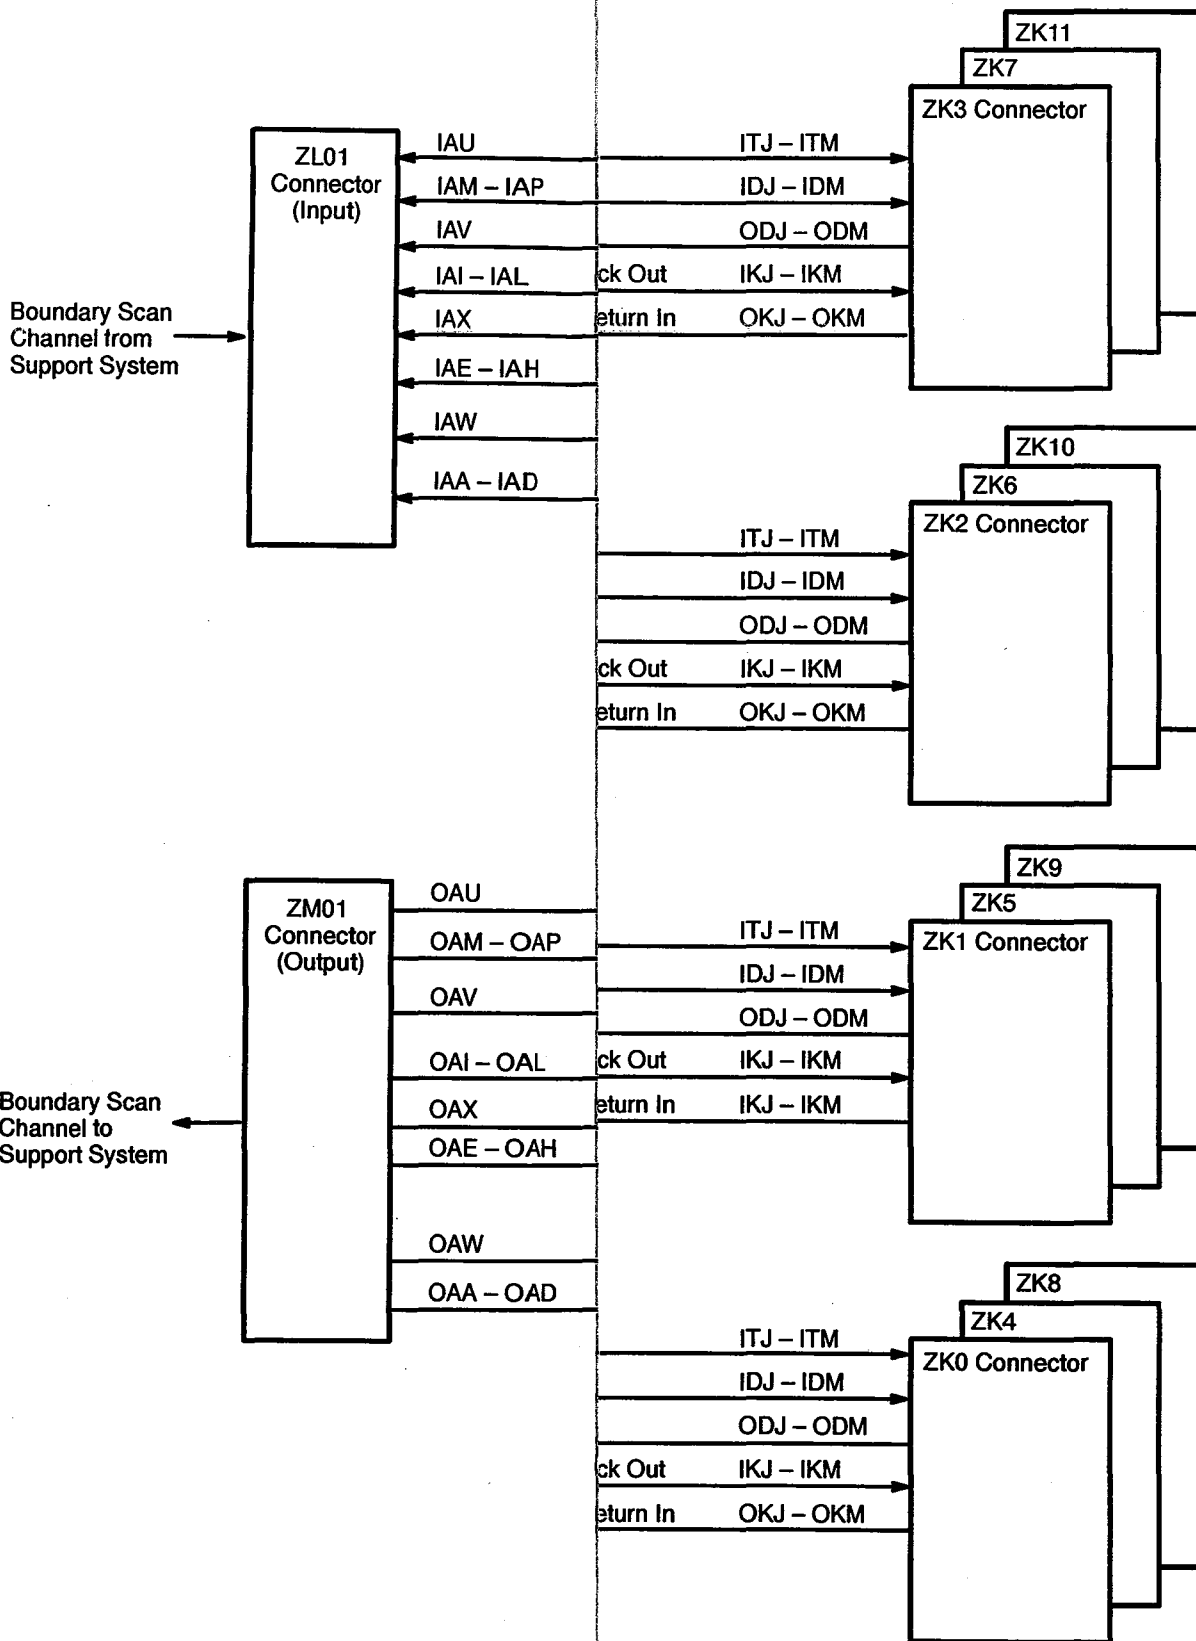 ZL01
Connector
(Input)
Boundary Scan
Channel from
Support System
IAU
IAM – IAP
IAV
IAI – IAL
IAX
IAE – IAH
IAW
IAA – IAD
ZM01
Connector
(Output)
Boundary Scan
Channel to
Support System
OAU
OAM – OAP
OAV
OAI – OAL
OAX
OAE – OAH
OAW
OAA – OAD
ZK11
ZK7
ZK3 Connector
ITJ – ITM
IDJ – IDM
ODJ – ODM
ck Out IKJ – IKM
eturn In OKJ – OKM
ZK10
ZK6
ZK2 Connector
ITJ – ITM
IDJ – IDM
ODJ – ODM
ck Out IKJ – IKM
eturn In OKJ – OKM
ZK9
ZK5
ZK1 Connector
ITJ – ITM
IDJ – IDM
ODJ – ODM
ck Out IKJ – IKM
eturn In IKJ – IKM
ZK8
ZK4
ZK0 Connector
ITJ – ITM
IDJ – IDM
ODJ – ODM
ck Out IKJ – IKM
eturn In OKJ – OKM